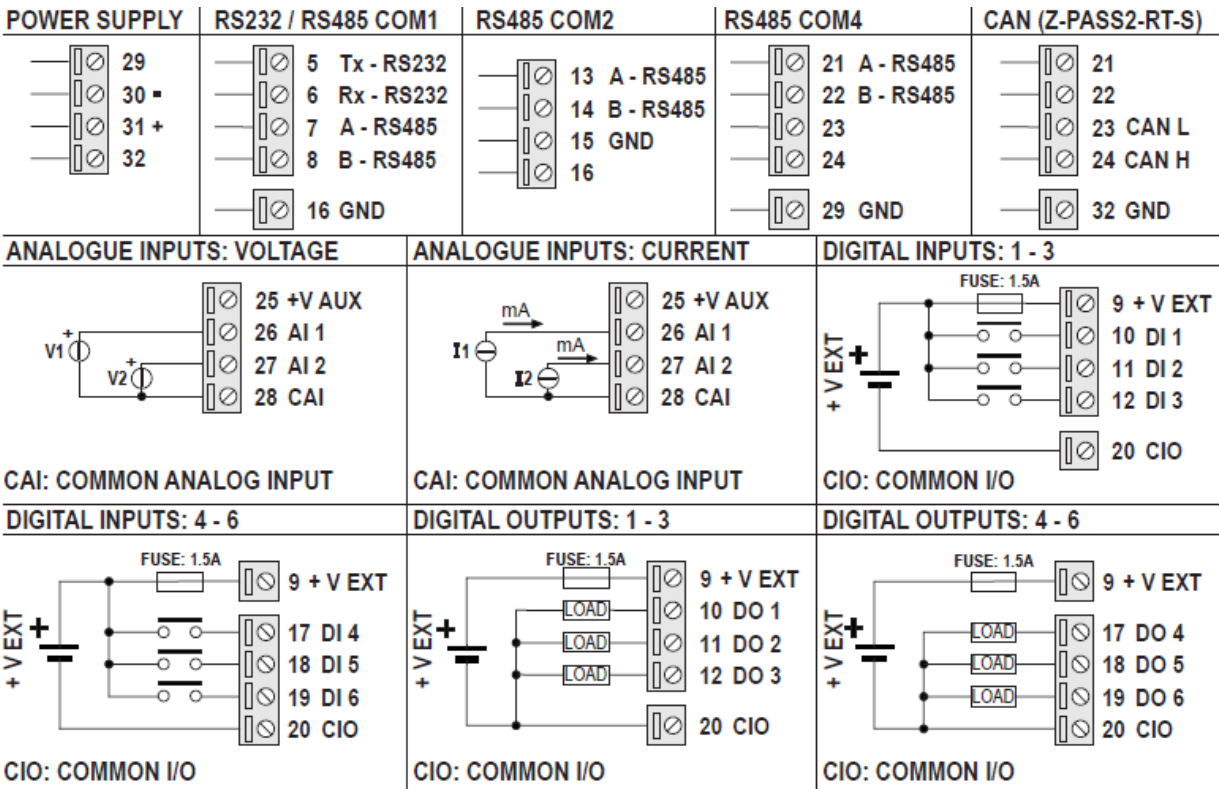 POWER SUPPLY
29
30 -
31 +
32
RS232 / RS485 COM1
5 Tx - RS232
6 Rx - RS232
7 A - RS485
8 B - RS485
16 GND
RS485 COM2
13 A - RS485
14 B - RS485
15 GND
16
RS485 COM4
21 A - RS485
22 B - RS485
23
24
29 GND
CAN (Z-PASS2-RT-S)
21
22
23 CAN L
24 CAN H
32 GND
ANALOGUE INPUTS: VOLTAGE
25 +V AUX
26 AI 1
27 AI 2
28 CAI
+
V1
+
V2
CAI: COMMON ANALOG INPUT
ANALOGUE INPUTS: CURRENT
mA
I1
mA
I2
25 +V AUX
26 AI 1
27 AI 2
28 CAI
CAI: COMMON ANALOG INPUT
DIGITAL INPUTS: 1 - 3
FUSE: 1.5A
+ V EXT
+
9 + V EXT
10 DI 1
11 DI 2
12 DI 3
20 CIO
CIO: COMMON I/O
DIGITAL INPUTS: 4 - 6
FUSE: 1.5A
+ V EXT
+
9 + V EXT
17 DI 4
18 DI 5
19 DI 6
20 CIO
CIO: COMMON I/O
DIGITAL OUTPUTS: 1 - 3
FUSE: 1.5A
+ V EXT
+
LOAD
LOAD
LOAD
9 + V EXT
10 DO 1
11 DO 2
12 DO 3
20 CIO
CIO: COMMON I/O
DIGITAL OUTPUTS: 4 - 6
FUSE: 1.5A
+ V EXT
+
LOAD
LOAD
LOAD
9 + V EXT
17 DO 4
18 DO 5
19 DO 6
20 CIO
CIO: COMMON I/O